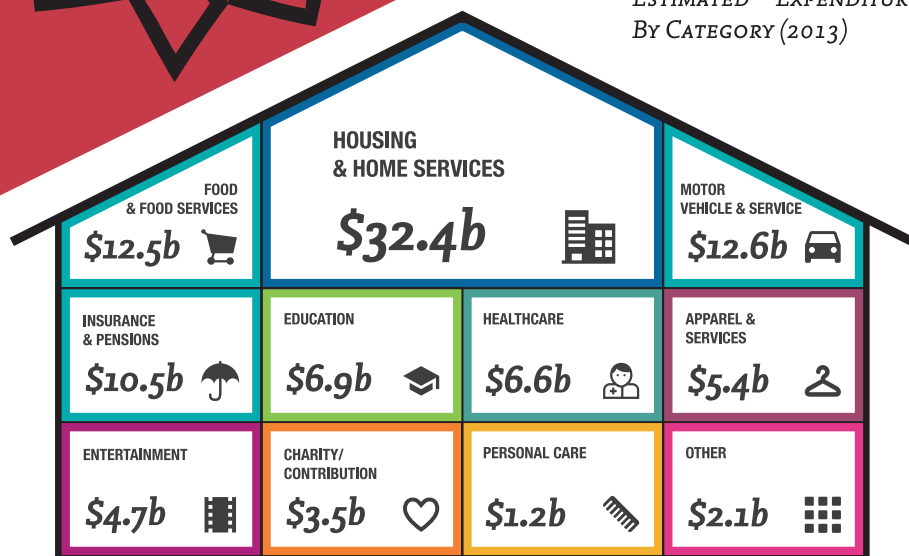 ESTIMATED EXPENDITUR
BY CATEGORY (2013)
HOUSING
& HOME SERVICES
$32.4b
FOOD
& FOOD SERVICES
$12.5b
MOTOR
VEHICLE & SERVICE
$12.6b
INSURANCE
& PENSIONS
$10.5b
EDUCATION
$6.9b
HEALTHCARE
$6.6b
APPAREL &
SERVICES
$5.4b
ENTERTAINMENT
$4.7b
CHARITY/
CONTRIBUTION
$3.5b
PERSONAL CARE
$1.2b
OTHER
$2.1b